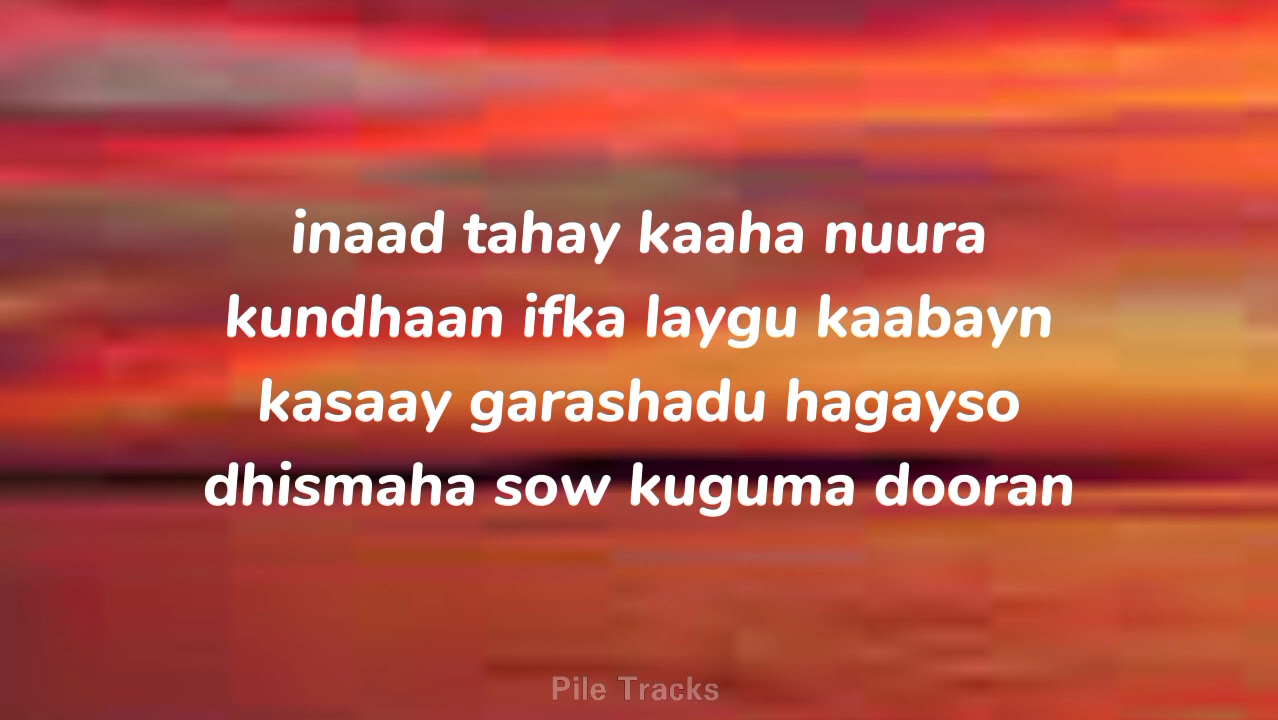 inaad tahay kaaha nuura
kundhaan ifka laygu kaabayn
kasaay garashadu hagayso
dhismaha sow kuguma dooran
Pile Tracks